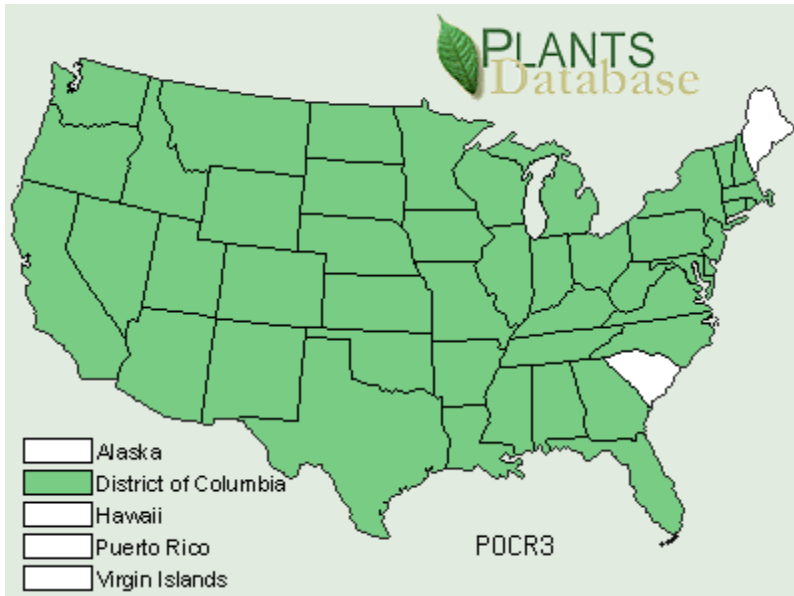 PLANTS
Database
Alaska
District of Columbia
Hawaii
Puerto Rico
Virgin Islands
POCR3